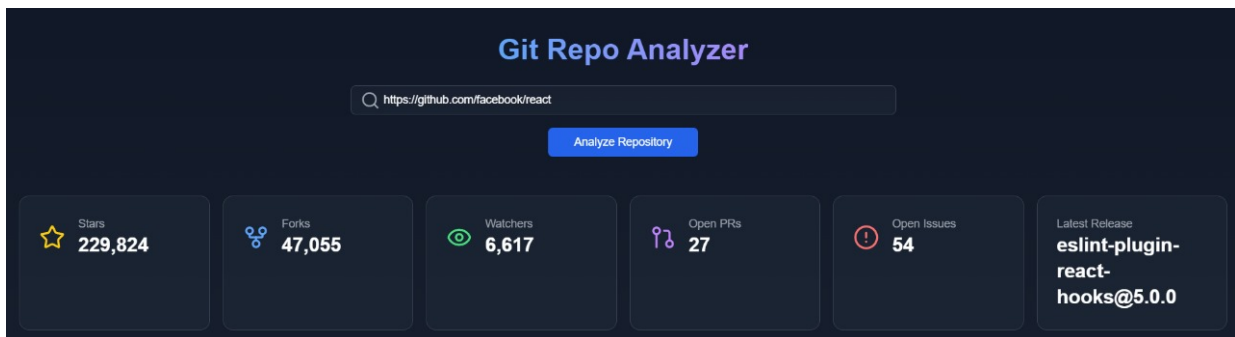 Git Repo Analyzer
https://github.com/facebook/react
Analyze Repository
Stars
229,824
Forks
47,055
Watchers
6,617
Open PRs
27
Open Issues
54
Latest Release
eslint-plugin-
react-
hooks@5.0.0